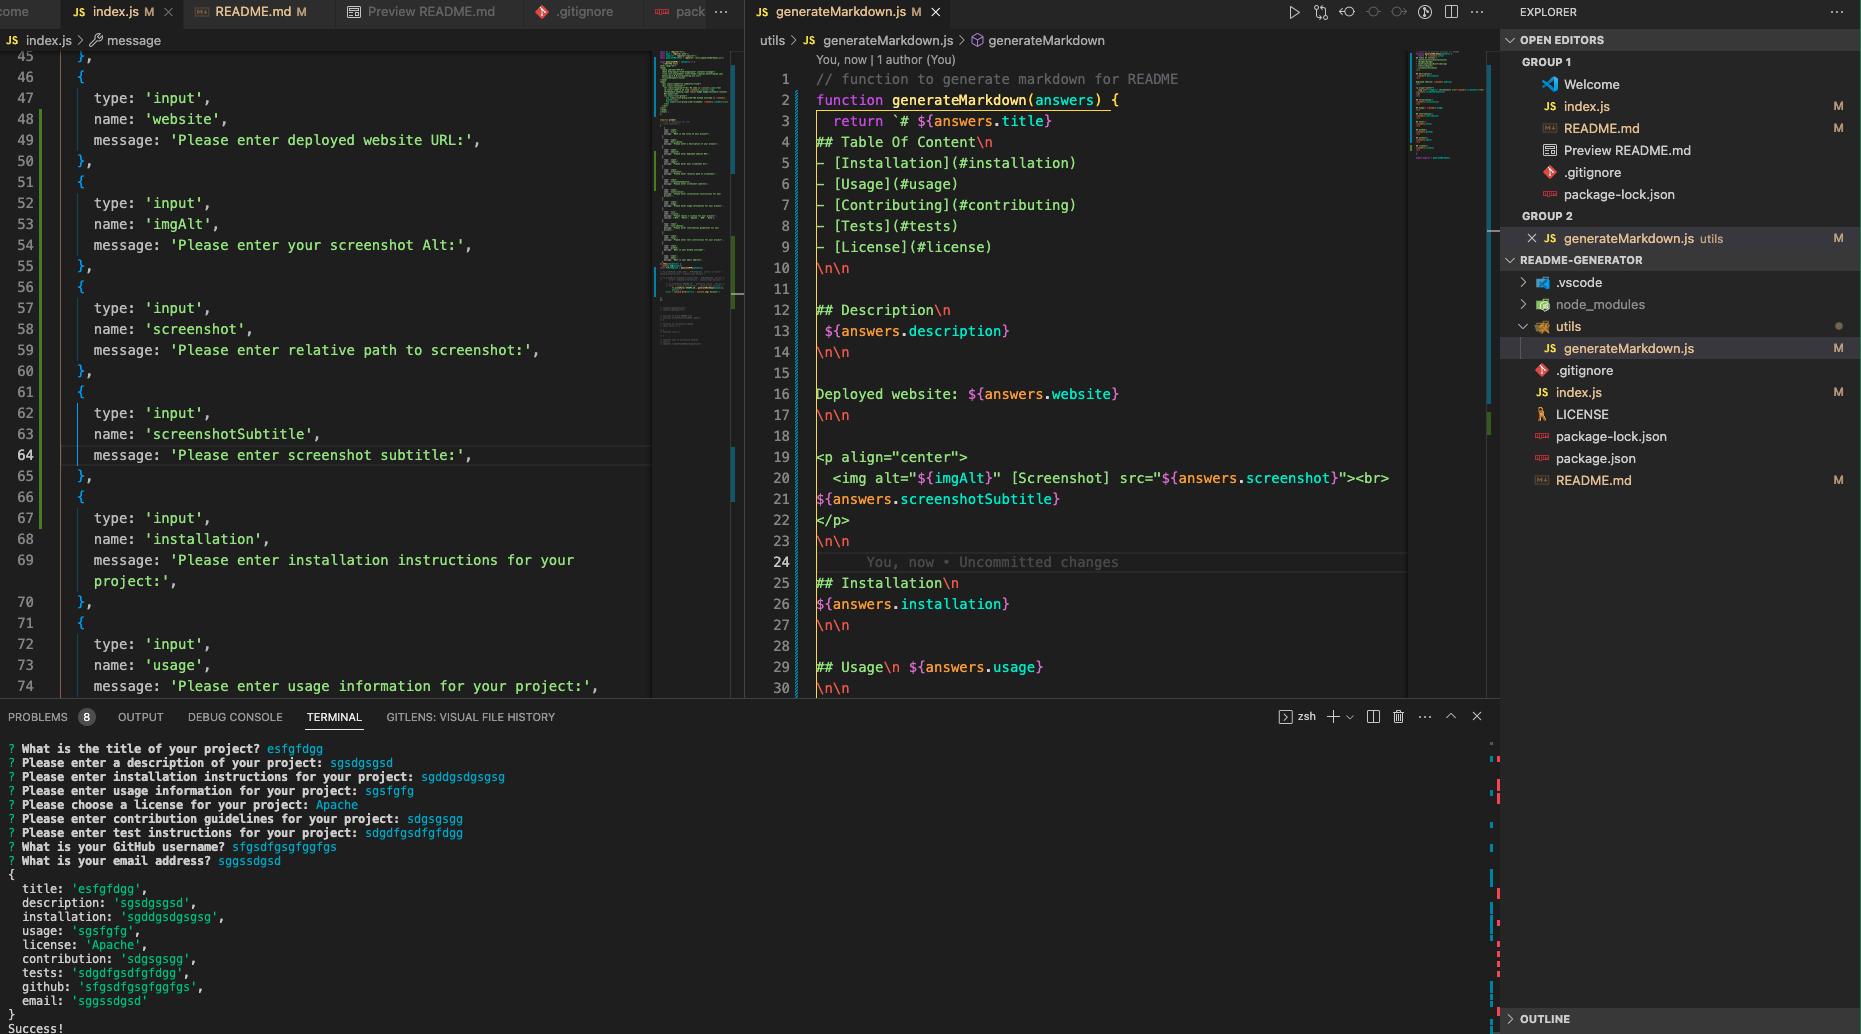 come
JS index.js M
README.md M
Preview README.md
.gitignore
pack ...
JS generateMarkdown.js M
EXPLORER
JS index.js > message
utils > JS generateMarkdown.js > generateMarkdown
You, now | 1 author (You)
45 },
46 {
47 type: 'input',
48 name: 'website',
49 message: 'Please enter deployed website URL:',
50 },
51 {
52 type: 'input',
53 name: 'imgAlt',
54 message: 'Please enter your screenshot Alt:',
55 },
56 {
57 type: 'input',
58 name: 'screenshot',
59 message: 'Please enter relative path to screenshot:',
60 },
61 {
62 type: 'input',
63 name: 'screenshotSubtitle',
64 message: 'Please enter screenshot subtitle:',
65 },
66 {
67 type: 'input',
68 name: 'installation',
69 message: 'Please enter installation instructions for your
project:',
70 },
71 {
72 type: 'input',
73 name: 'usage',
74 message: 'Please enter usage information for your project:',
1 // function to generate markdown for README
2 function generateMarkdown(answers) {
3 return `# ${answers.title}
4 ## Table Of Content\n
5 - [Installation](#installation)
6 - [Usage](#usage)
7 - [Contributing](#contributing)
8 - [Tests](#tests)
9 - [License](#license)
10 \n\n
11
12 ## Description\n
13 ${answers.description}
14 \n\n
15
16 Deployed website: ${answers.website}
17 \n\n
18
19 <p align="center">
20 <img alt="${imgAlt}" [Screenshot] src="${answers.screenshot}"><br>
21 ${answers.screenshotSubtitle}
22 </p>
23 \n\n
24 You, now • Uncommitted changes
25 ## Installation\n
26 ${answers.installation}
27 \n\n
28
29 ## Usage\n ${answers.usage}
30 \n\n
OPEN EDITORS
GROUP 1
Welcome
JS index.js M
README.md M
Preview README.md
.gitignore
package-lock.json
GROUP 2
JS generateMarkdown.js utils M
README-GENERATOR
.vscode
node_modules
utils
JS generateMarkdown.js M
.gitignore
JS index.js M
LICENSE
package-lock.json
package.json
README.md M
OUTLINE
PROBLEMS 8 OUTPUT DEBUG CONSOLE TERMINAL GITLENS: VISUAL FILE HISTORY
zsh
? What is the title of your project? esfgfdgg
? Please enter a description of your project: sgsdgsgsd
? Please enter installation instructions for your project: sgddgsdgsgsg
? Please enter usage information for your project: sgsfgfg
? Please choose a license for your project: Apache
? Please enter contribution guidelines for your project: sdgsgsgg
? Please enter test instructions for your project: sdgdfgsdfgfdgg
? What is your GitHub username? sfgsdfgsgfggfgs
? What is your email address? sggssdgsd
{
title: 'esfgfdgg',
description: 'sgsdgsgsd',
installation: 'sgddgsdgsgsg',
usage: 'sgsfgfg',
license: 'Apache',
contribution: 'sdgsgsgg',
tests: 'sdgdfgsdfgfdgg',
github: 'sfgsdfgsgfggfgs',
email: 'sggssdgsd'
}
Success!